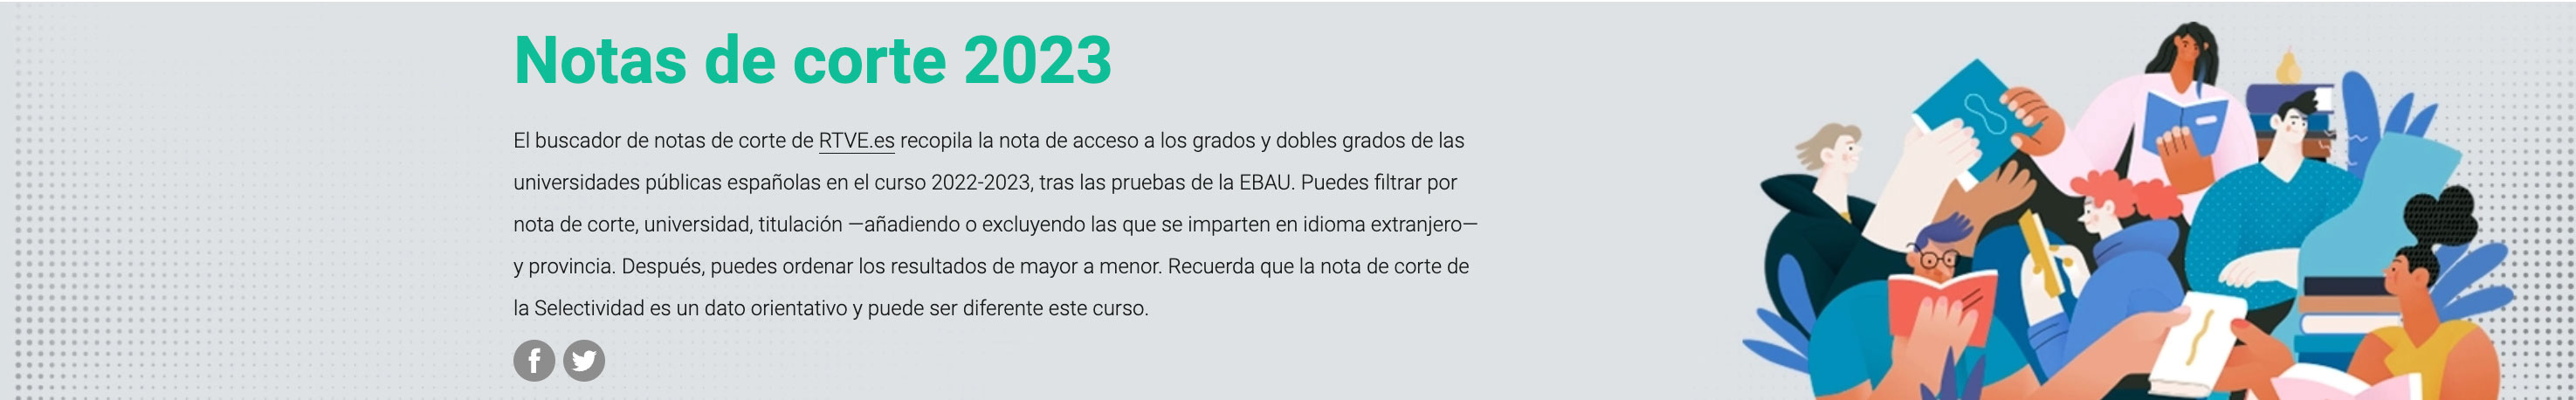 Notas de corte 2023
El buscador de notas de corte de RTVE.es recopila la nota de acceso a los grados y dobles grados de las
universidades públicas españolas en el curso 2022-2023, tras las pruebas de la EBAU. Puedes filtrar por
nota de corte, universidad, titulación —añadiendo o excluyendo las que se imparten en idioma extranjero—
y provincia. Después, puedes ordenar los resultados de mayor a menor. Recuerda que la nota de corte de
la Selectividad es un dato orientativo y puede ser diferente este curso.